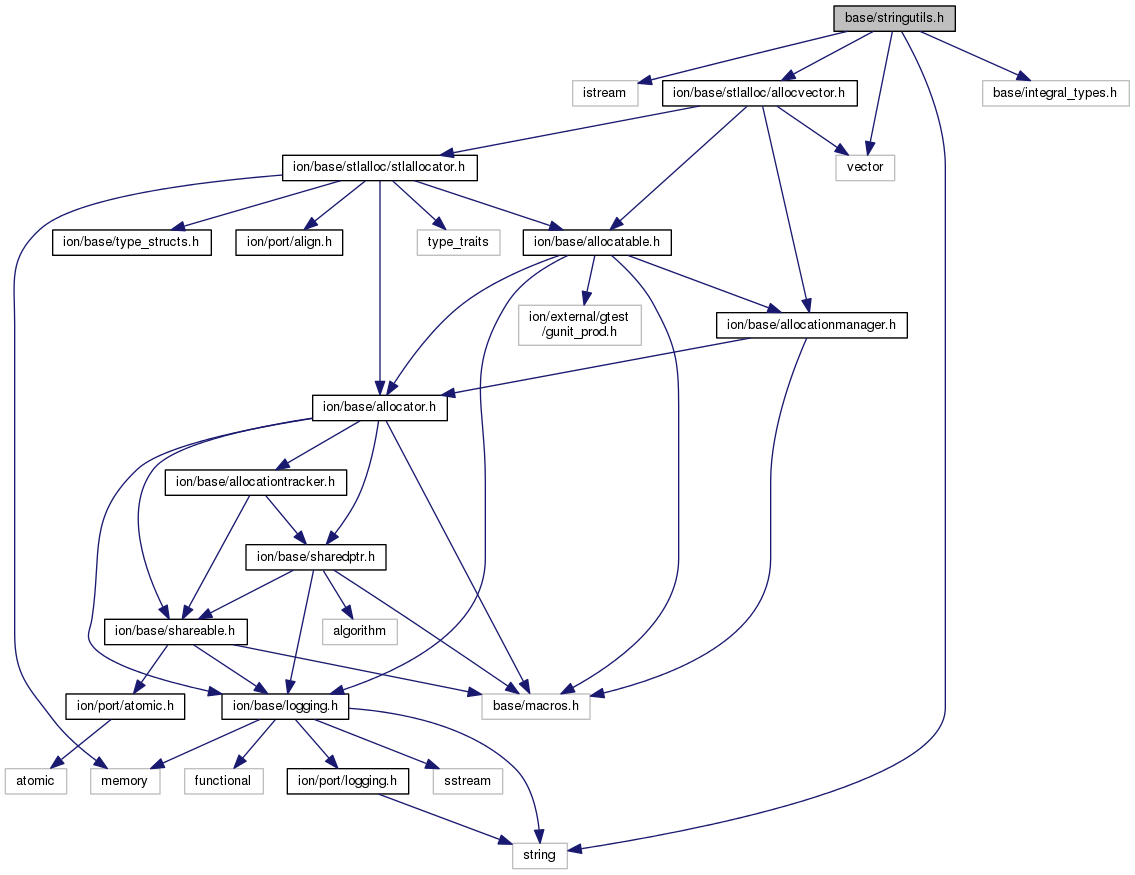 base/stringutils.h
istream
ion/base/stlalloc/allocvector.h
base/integral_types.h
ion/base/stlalloc/stlallocator.h
vector
ion/base/type_structs.h
ion/port/align.h
type_traits
ion/base/allocatable.h
ion/external/gtest
/gunit_prod.h
ion/base/allocationmanager.h
ion/base/allocator.h
ion/base/allocationtracker.h
ion/base/sharedptr.h
ion/base/shareable.h
algorithm
ion/port/atomic.h
ion/base/logging.h
base/macros.h
atomic
memory
functional
ion/port/logging.h
sstream
string